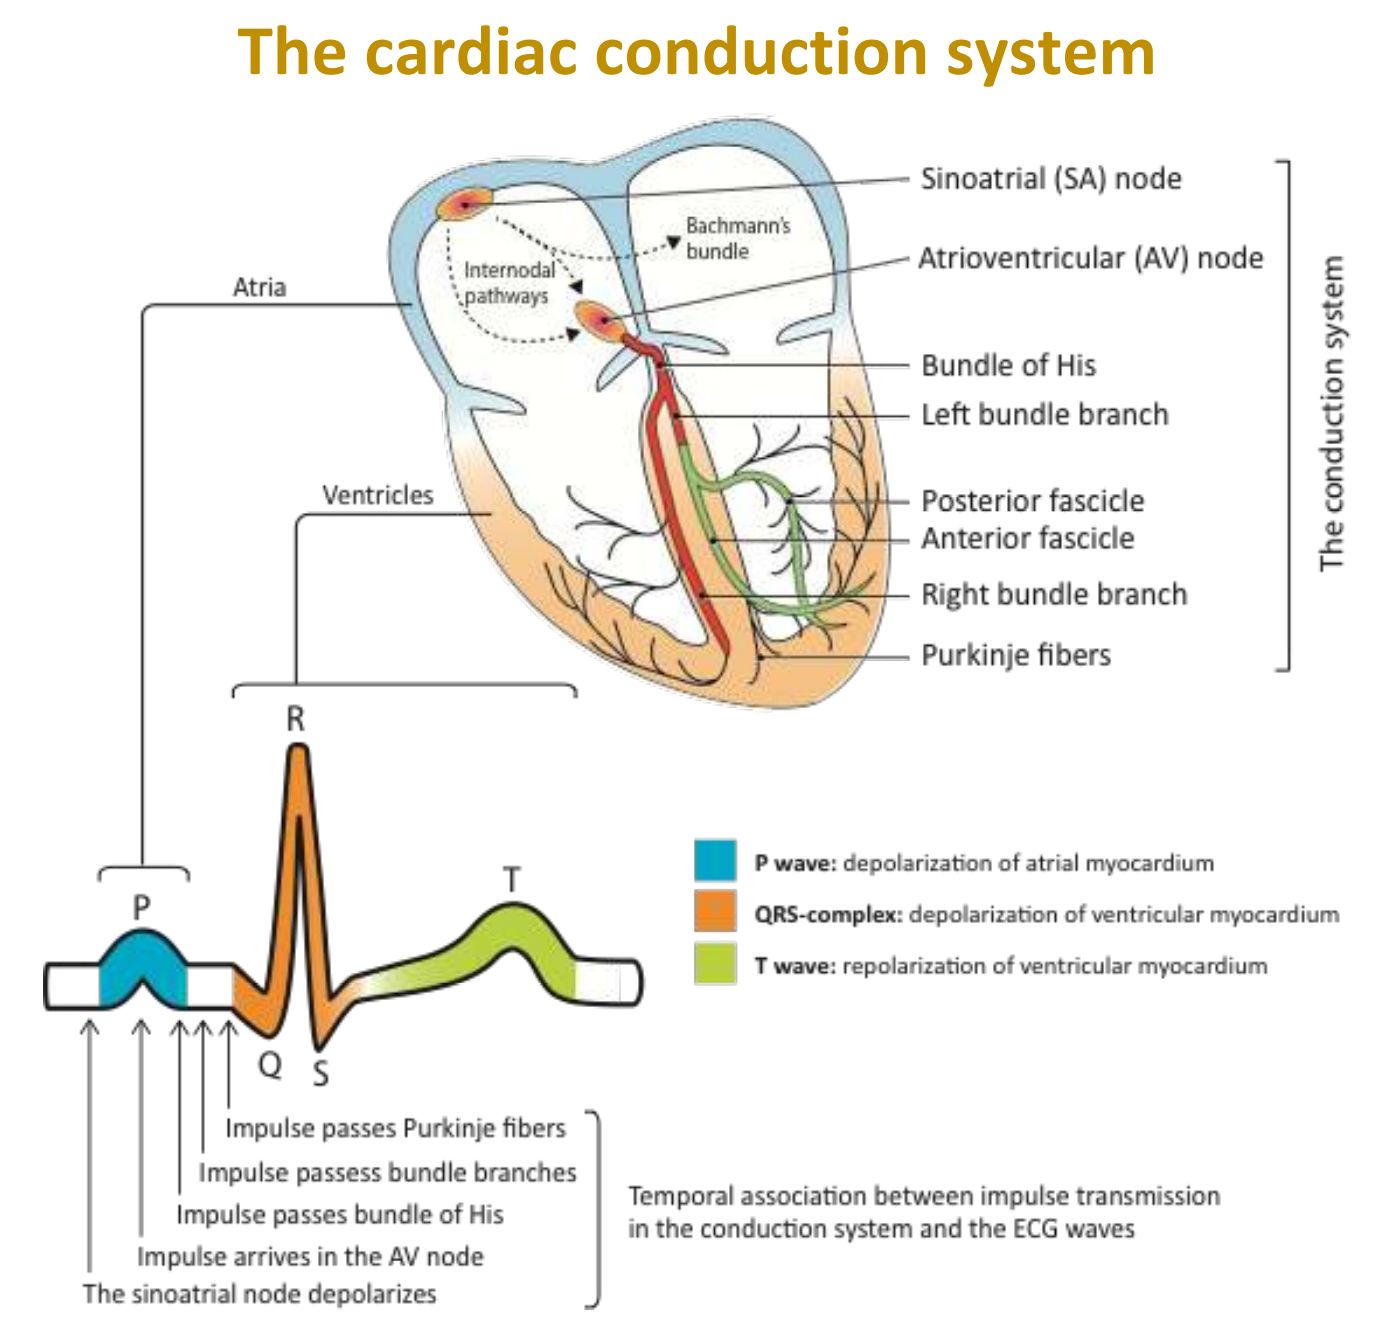 The cardiac conduction system
Sinoatrial (SA) node
Bachmann's
bundle
Atrioventricular (AV) node
Internodal
pathways
Atria
Bundle of His
Left bundle branch
The conduction system
Ventricles
Posterior fascicle
Anterior fascicle
Right bundle branch
Purkinje fibers
R
P
T
P wave: depolarization of atrial myocardium
QRS-complex: depolarization of ventricular myocardium
T wave: repolarization of ventricular myocardium
Q
S
Impulse passes Purkinje fibers
Impulse passess bundle branches
Impulse passes bundle of His
Impulse arrives in the AV node
The sinoatrial node depolarizes
Temporal association between impulse transmission
in the conduction system and the ECG waves